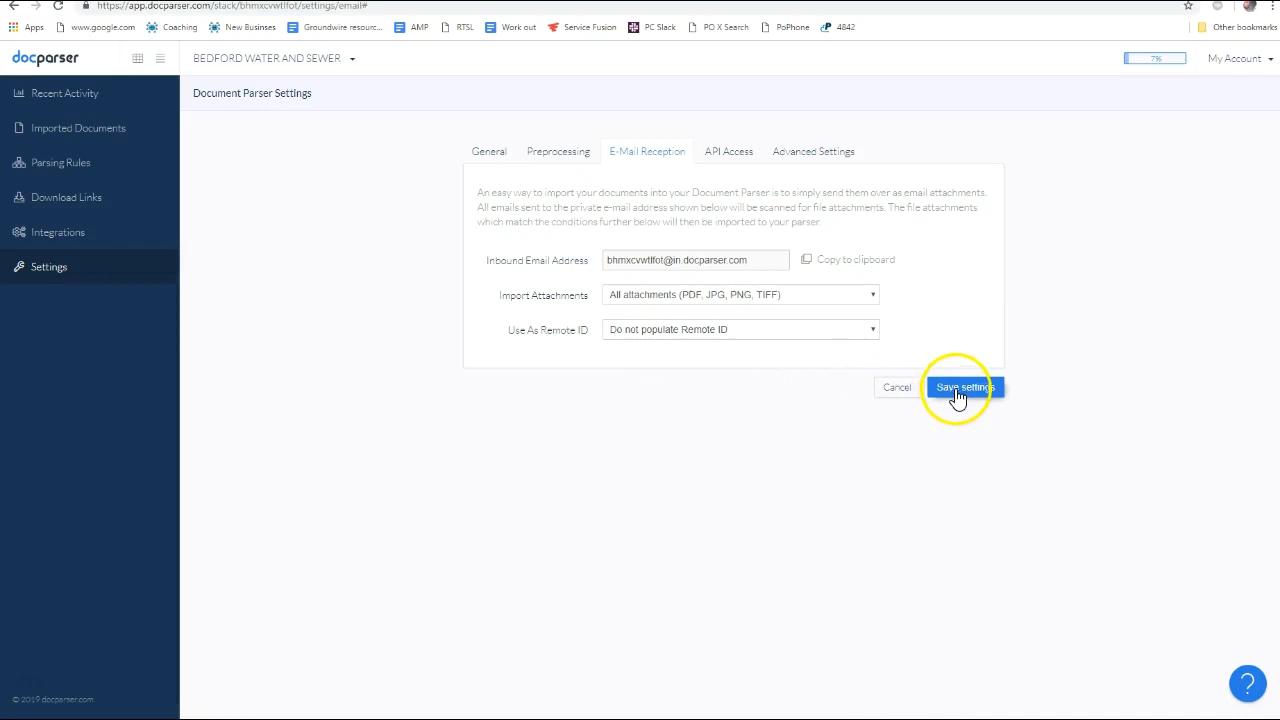 https://app.docparser.com/stack/bhmxcvwtlfot/settings/email#
Apps www.google.com Coaching New Business Groundwire resourc... AMP RTSL Work out Service Fusion PC Slack PO X Search PoPhone 4842 Other bookmarks
docparser BEDFORD WATER AND SEWER 7% My Account
Recent Activity
Imported Documents
Parsing Rules
Download Links
Integrations
Settings
Document Parser Settings
General Preprocessing E-Mail Reception API Access Advanced Settings
An easy way to import your documents into your Document Parser is to simply send them over as email attachments.
All emails sent to the private e-mail address shown below will be scanned for file attachments. The file attachments
which match the conditions further below will then be imported to your parser.
Inbound Email Address bhmxcvwtlfot@in.docparser.com Copy to clipboard
Import Attachments All attachments (PDF, JPG, PNG, TIFF)
Use As Remote ID Do not populate Remote ID
Cancel Save settings
© 2019 docparser.com
?